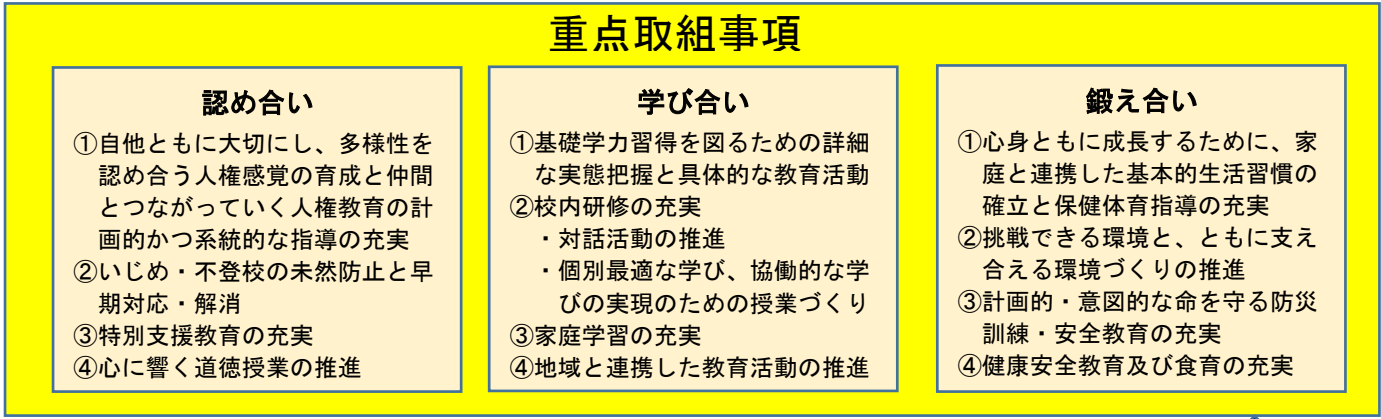 重点取組事項
認め合い
①自他ともに大切にし、多様性を
認め合う人権感覚の育成と仲間
とつながっていく人権教育の計
画的かつ系統的な指導の充実
②いじめ・不登校の未然防止と早
期対応・解消
③特別支援教育の充実
④心に響く道徳授業の推進
学び合い
①基礎学力習得を図るための詳細
な実態把握と具体的な教育活動
②校内研修の充実
・対話活動の推進
・個別最適な学び、協働的な学
びの実現のための授業づくり
③家庭学習の充実
④地域と連携した教育活動の推進
鍛え合い
①心身ともに成長するために、家
庭と連携した基本的生活習慣の
確立と保健体育指導の充実
②挑戦できる環境と、ともに支え
合える環境づくりの推進
③計画的・意図的な命を守る防災
訓練・安全教育の充実
④健康安全教育及び食育の充実